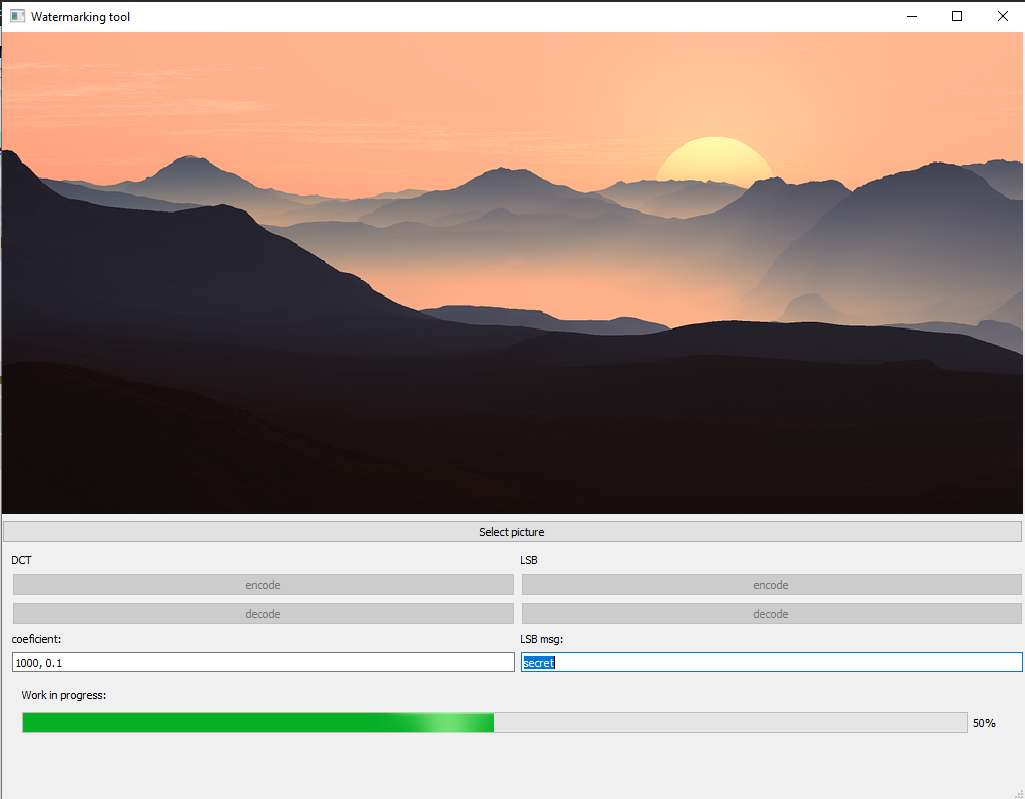 Watermarking tool
Select picture
DCT
LSB
encode
encode
decode
decode
coeficient:
LSB msg:
1000, 0.1
secret
Work in progress:
50%